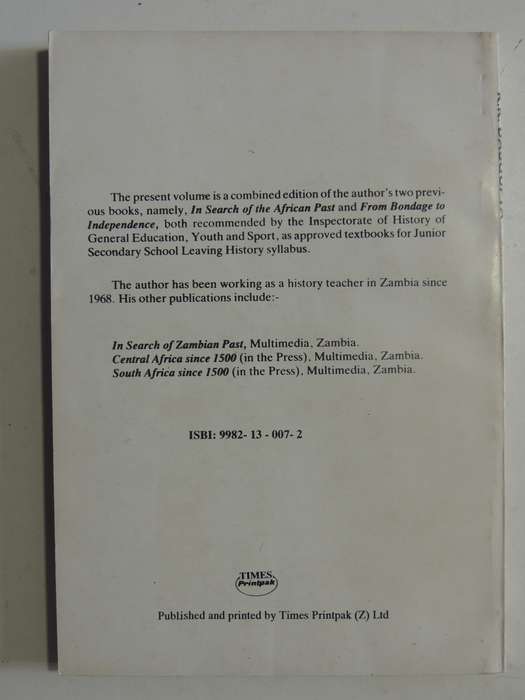 The present volume is a combined edition of the author's two previ-
ous books, namely, In Search of the African Past and From Bondage to
Independence, both recommended by the Inspectorate of History of
General Education, Youth and Sport, as approved textbooks for Junior
Secondary School Leaving History syllabus.
The author has been working as a history teacher in Zambia since
1968. His other publications include:-
In Search of Zambian Past, Multimedia, Zambia.
Central Africa since 1500 (in the Press), Multimedia, Zambia.
South Africa since 1500 (in the Press), Multimedia, Zambia.
ISBI: 9982- 13 - 007- 2
TIMES
Printpak
Published and printed by Times Printpak (Z) Ltd